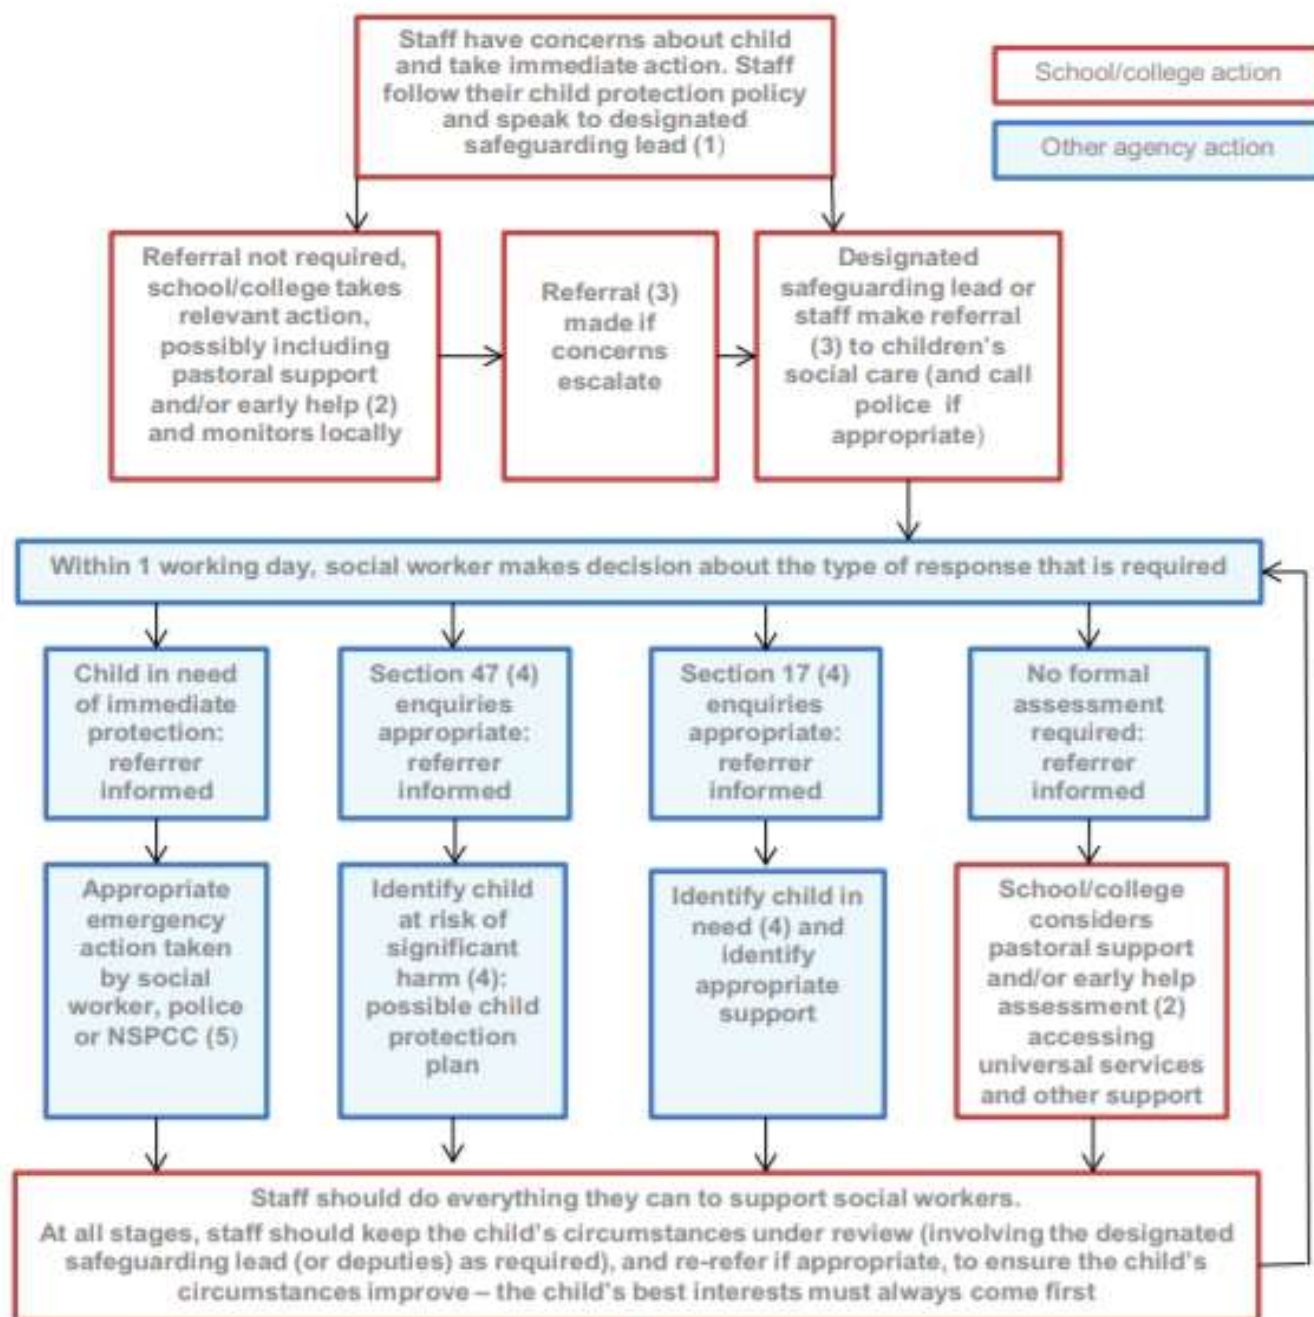 Staff have concerns about child
and take immediate action. Staff
follow their child protection policy
and speak to designated
safeguarding lead (1)
School/college action
Other agency action
Referral not required,
school/college takes
relevant action,
possibly including
pastoral support
and/or early help (2)
and monitors locally
Referral (3)
made if
concerns
escalate
Designated
safeguarding lead or
staff make referral
(3) to children's
social care (and call
police if
appropriate)
Within 1 working day, social worker makes decision about the type of response that is required
Child in need
of immediate
protection:
referrer
informed
Section 47 (4)
enquiries
appropriate:
referrer
informed
Section 17 (4)
enquiries
appropriate:
referrer
informed
No formal
assessment
required:
referrer
informed
Appropriate
emergency
action taken
by social
worker, police
or NSPCC (5)
Identify child
at risk of
significant
harm (4):
possible child
protection
plan
Identify child in
need (4) and
identify
appropriate
support
School/college
considers
pastoral support
and/or early help
assessment (2)
accessing
universal services
and other support
Staff should do everything they can to support social workers.
At all stages, staff should keep the child's circumstances under review (involving the designated
safeguarding lead (or deputies) as required), and re-refer if appropriate, to ensure the child's
circumstances improve – the child's best interests must always come first